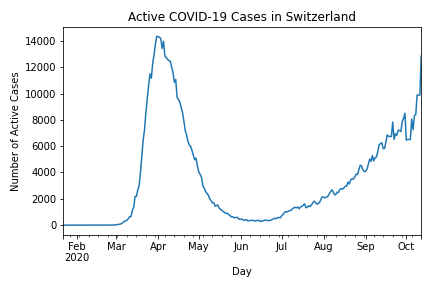 Active COVID-19 Cases in Switzerland
14000
12000
10000
8000
6000
4000
2000
0
Number of Active Cases
Feb Mar Apr May Jun Jul Aug Sep Oct
2020
Day